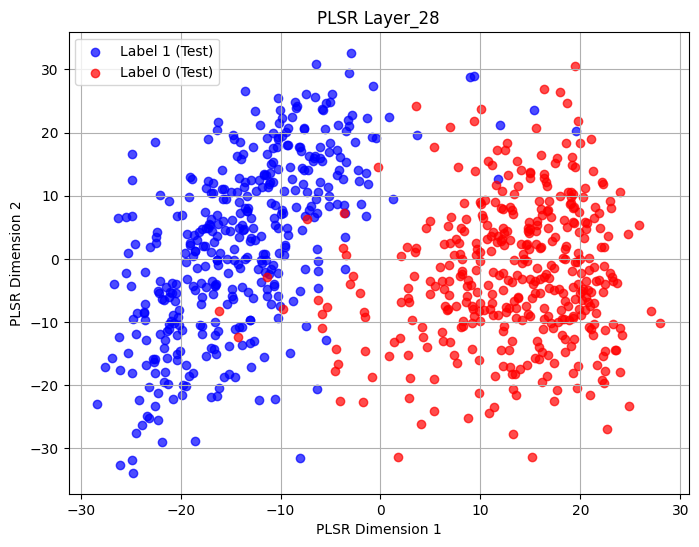 PLSR Layer_28
Label 1 (Test)
Label 0 (Test)
PLSR Dimension 2
30
20
10
0
−10
−20
−30
−30
−20
−10
0
10
20
30
PLSR Dimension 1